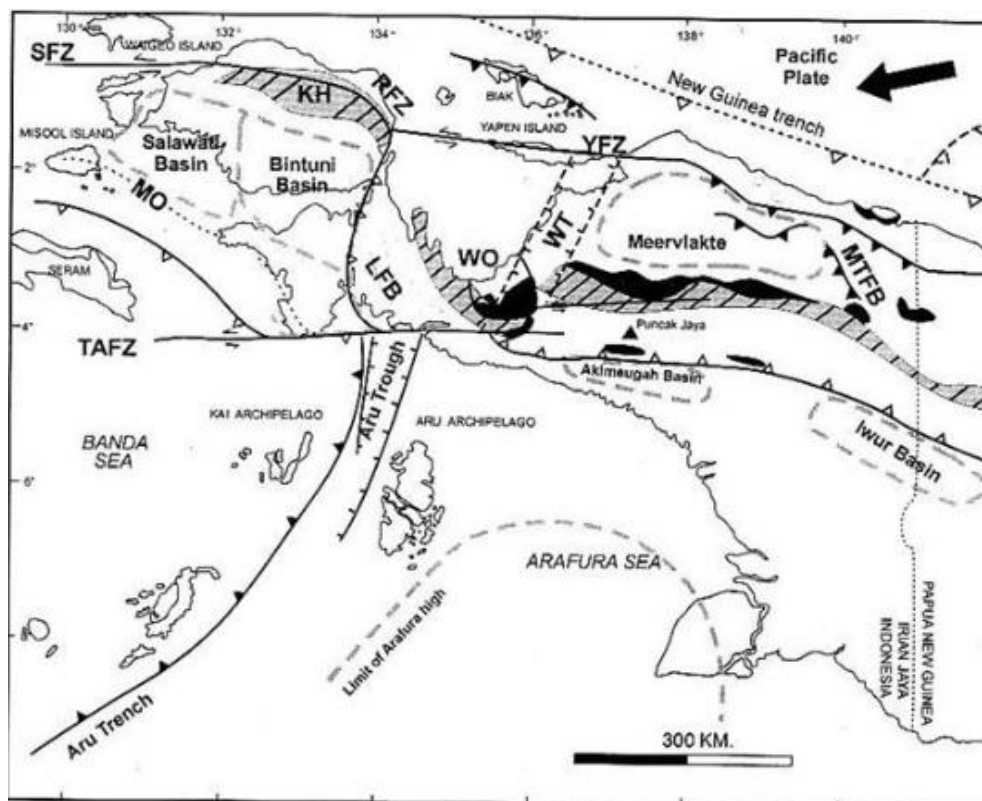 130°
132
134
136
138
140
SFZ
WAIGEO ISLAND
Pacific
Plate
KH
RFZ
BIAK
New Guinea trench
MISOOL ISLAND
YAPEN ISLAND
YFZ
Salawati
Basin
Bintuni
Basin
2°
MO
WT
Meervlakte
WO
MTFB
SERAM
LFB
4°
Puncak Jaya
TAFZ
Akimeugah Basin
Aru Trough
KAI ARCHIPELAGO
ARU ARCHIPELAGO
Iwur Basin
BANDA
SEA
6°
ARAFURA SEA
Limit of Arafura high
8°
PAPUA NEW GUINEA
IRIAN JAYA
INDONESIA
Aru Trench
300 KM.